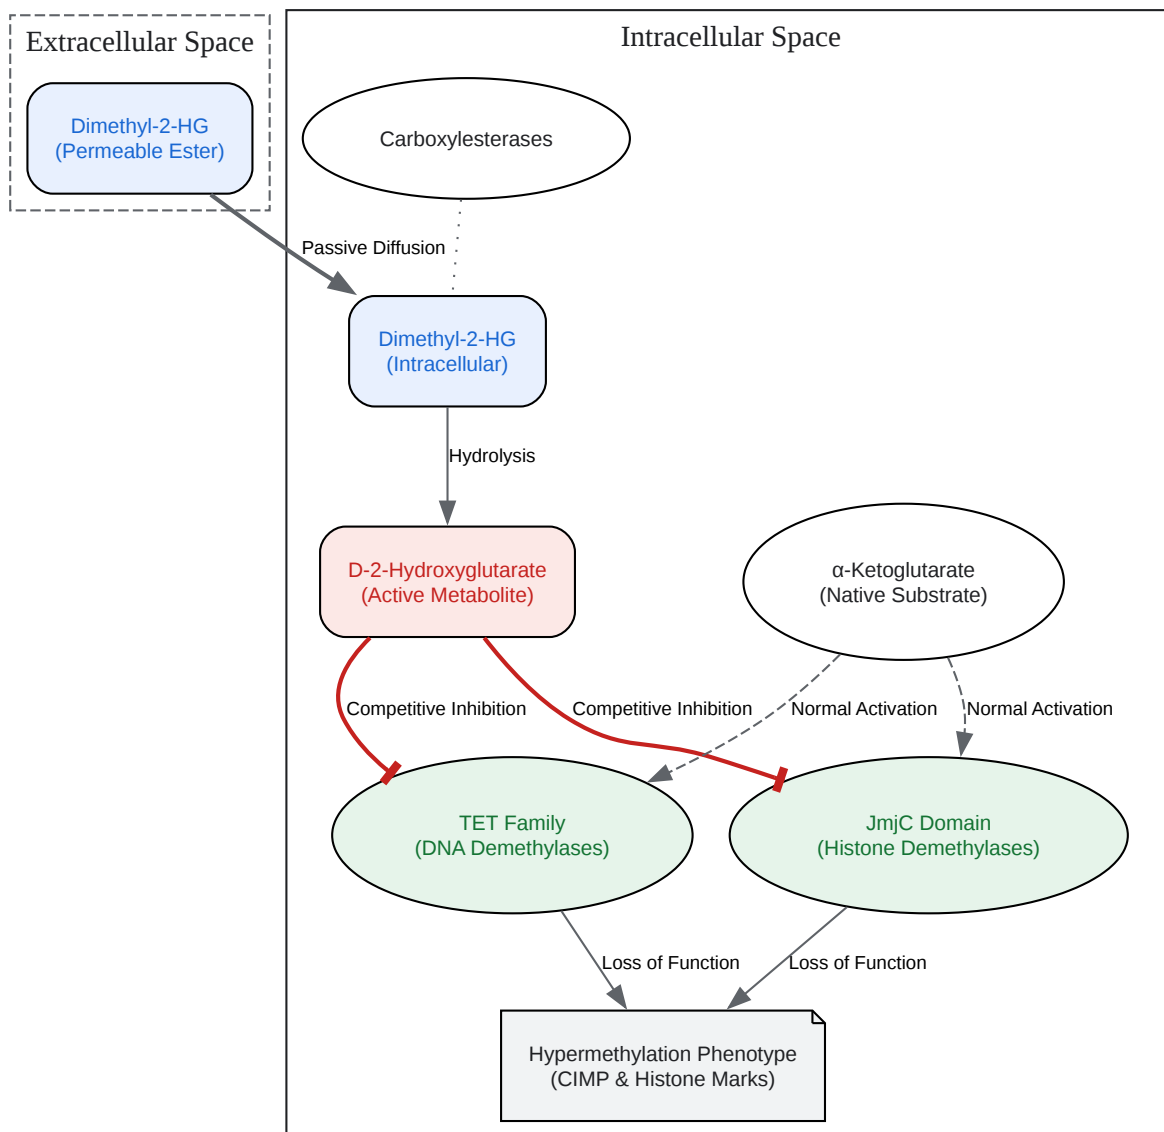 Extracellular Space
Intracellular Space
Dimethyl-2-HG
(Permeable Ester)
Carboxylesterases
Passive Diffusion
Dimethyl-2-HG
(Intracellular)
Hydrolysis
D-2-Hydroxyglutarate
(Active Metabolite)
α-Ketoglutarate
(Native Substrate)
Competitive Inhibition
Competitive Inhibition
Normal Activation
Normal Activation
TET Family
(DNA Demethylases)
JmjC Domain
(Histone Demethylases)
Loss of Function
Loss of Function
Hypermethylation Phenotype
(CIMP & Histone Marks)